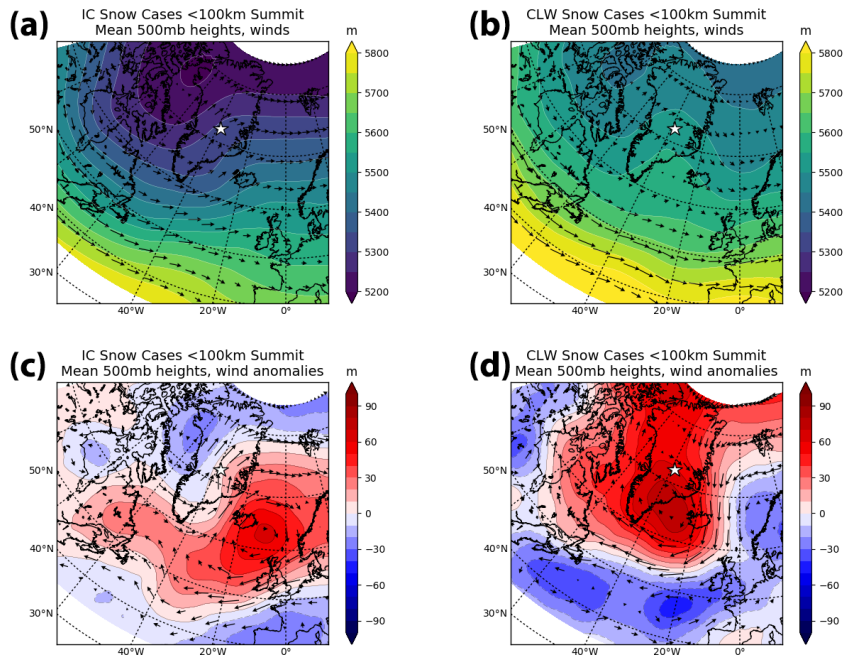 (a)
IC Snow Cases <100km Summit
Mean 500mb heights, winds
m
5800
5700
5600
5500
5400
5300
5200
50°N
40°N
30°N
40°W
20°W
0°
(b)
CLW Snow Cases <100km Summit
Mean 500mb heights, winds
m
5800
5700
5600
5500
5400
5300
5200
50°N
40°N
30°N
40°W
20°W
0°
(c)
IC Snow Cases <100km Summit
Mean 500mb heights, wind anomalies
m
90
60
30
0
−30
−60
−90
50°N
40°N
30°N
40°W
20°W
0°
(d)
CLW Snow Cases <100km Summit
Mean 500mb heights, wind anomalies
m
90
60
30
0
−30
−60
−90
50°N
40°N
30°N
40°W
20°W
0°